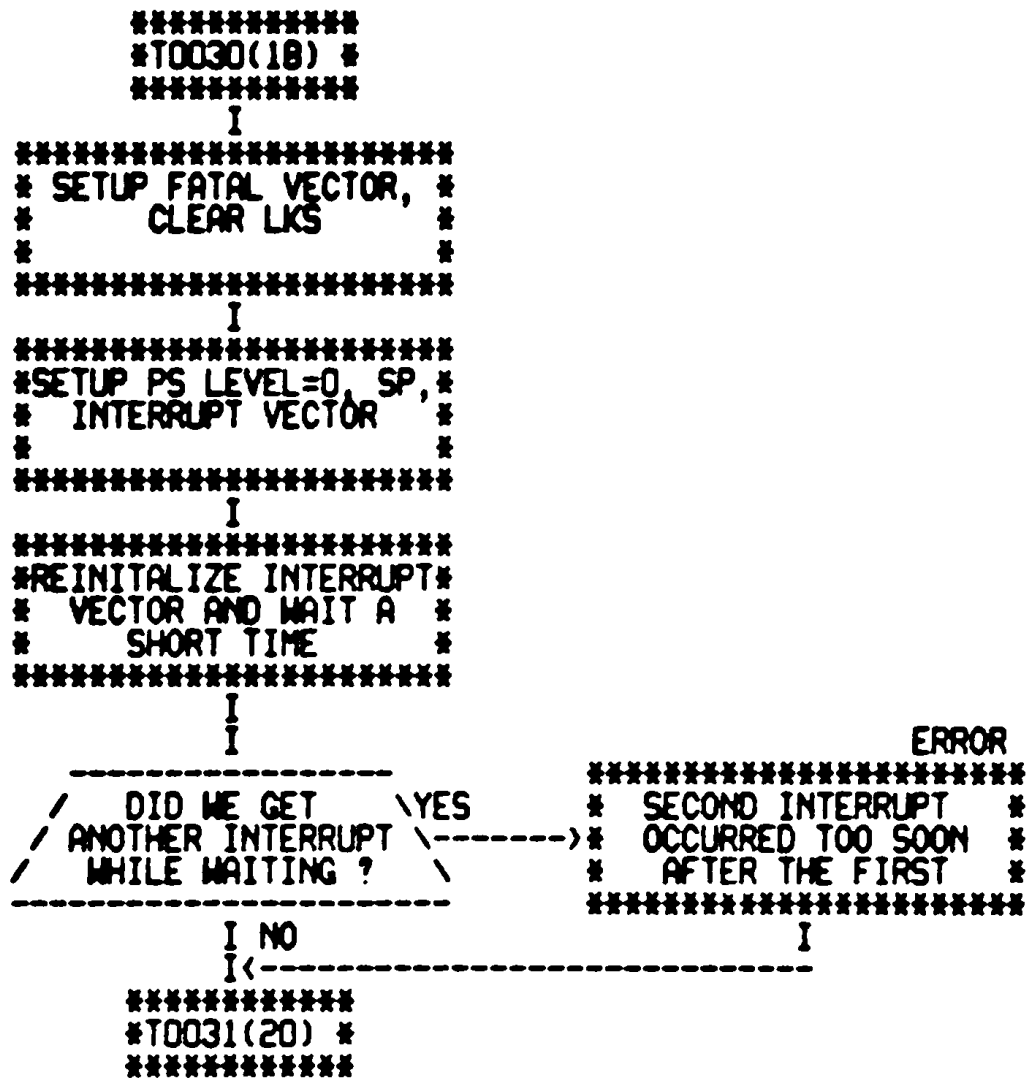 ************
*T0030(18) *
************
I
***********************
* SETUP FATAL VECTOR, *
* CLEAR LKS *
* *
***********************
I
***********************
*SETUP PS LEVEL=0, SP,*
* INTERRUPT VECTOR *
* *
***********************
I
***********************
*REINITALIZE INTERRUPT*
* VECTOR AND WAIT A *
* SHORT TIME *
***********************
I
I
ERROR
----------------- ***********************
/ DID WE GET \YES * SECOND INTERRUPT *
/ ANOTHER INTERRUPT \------->* OCCURRED TOO SOON *
/ WHILE WAITING ? \ * AFTER THE FIRST *
----------------------- ***********************
I NO I
I<-----------------------------
************
*T0031(20) *
************